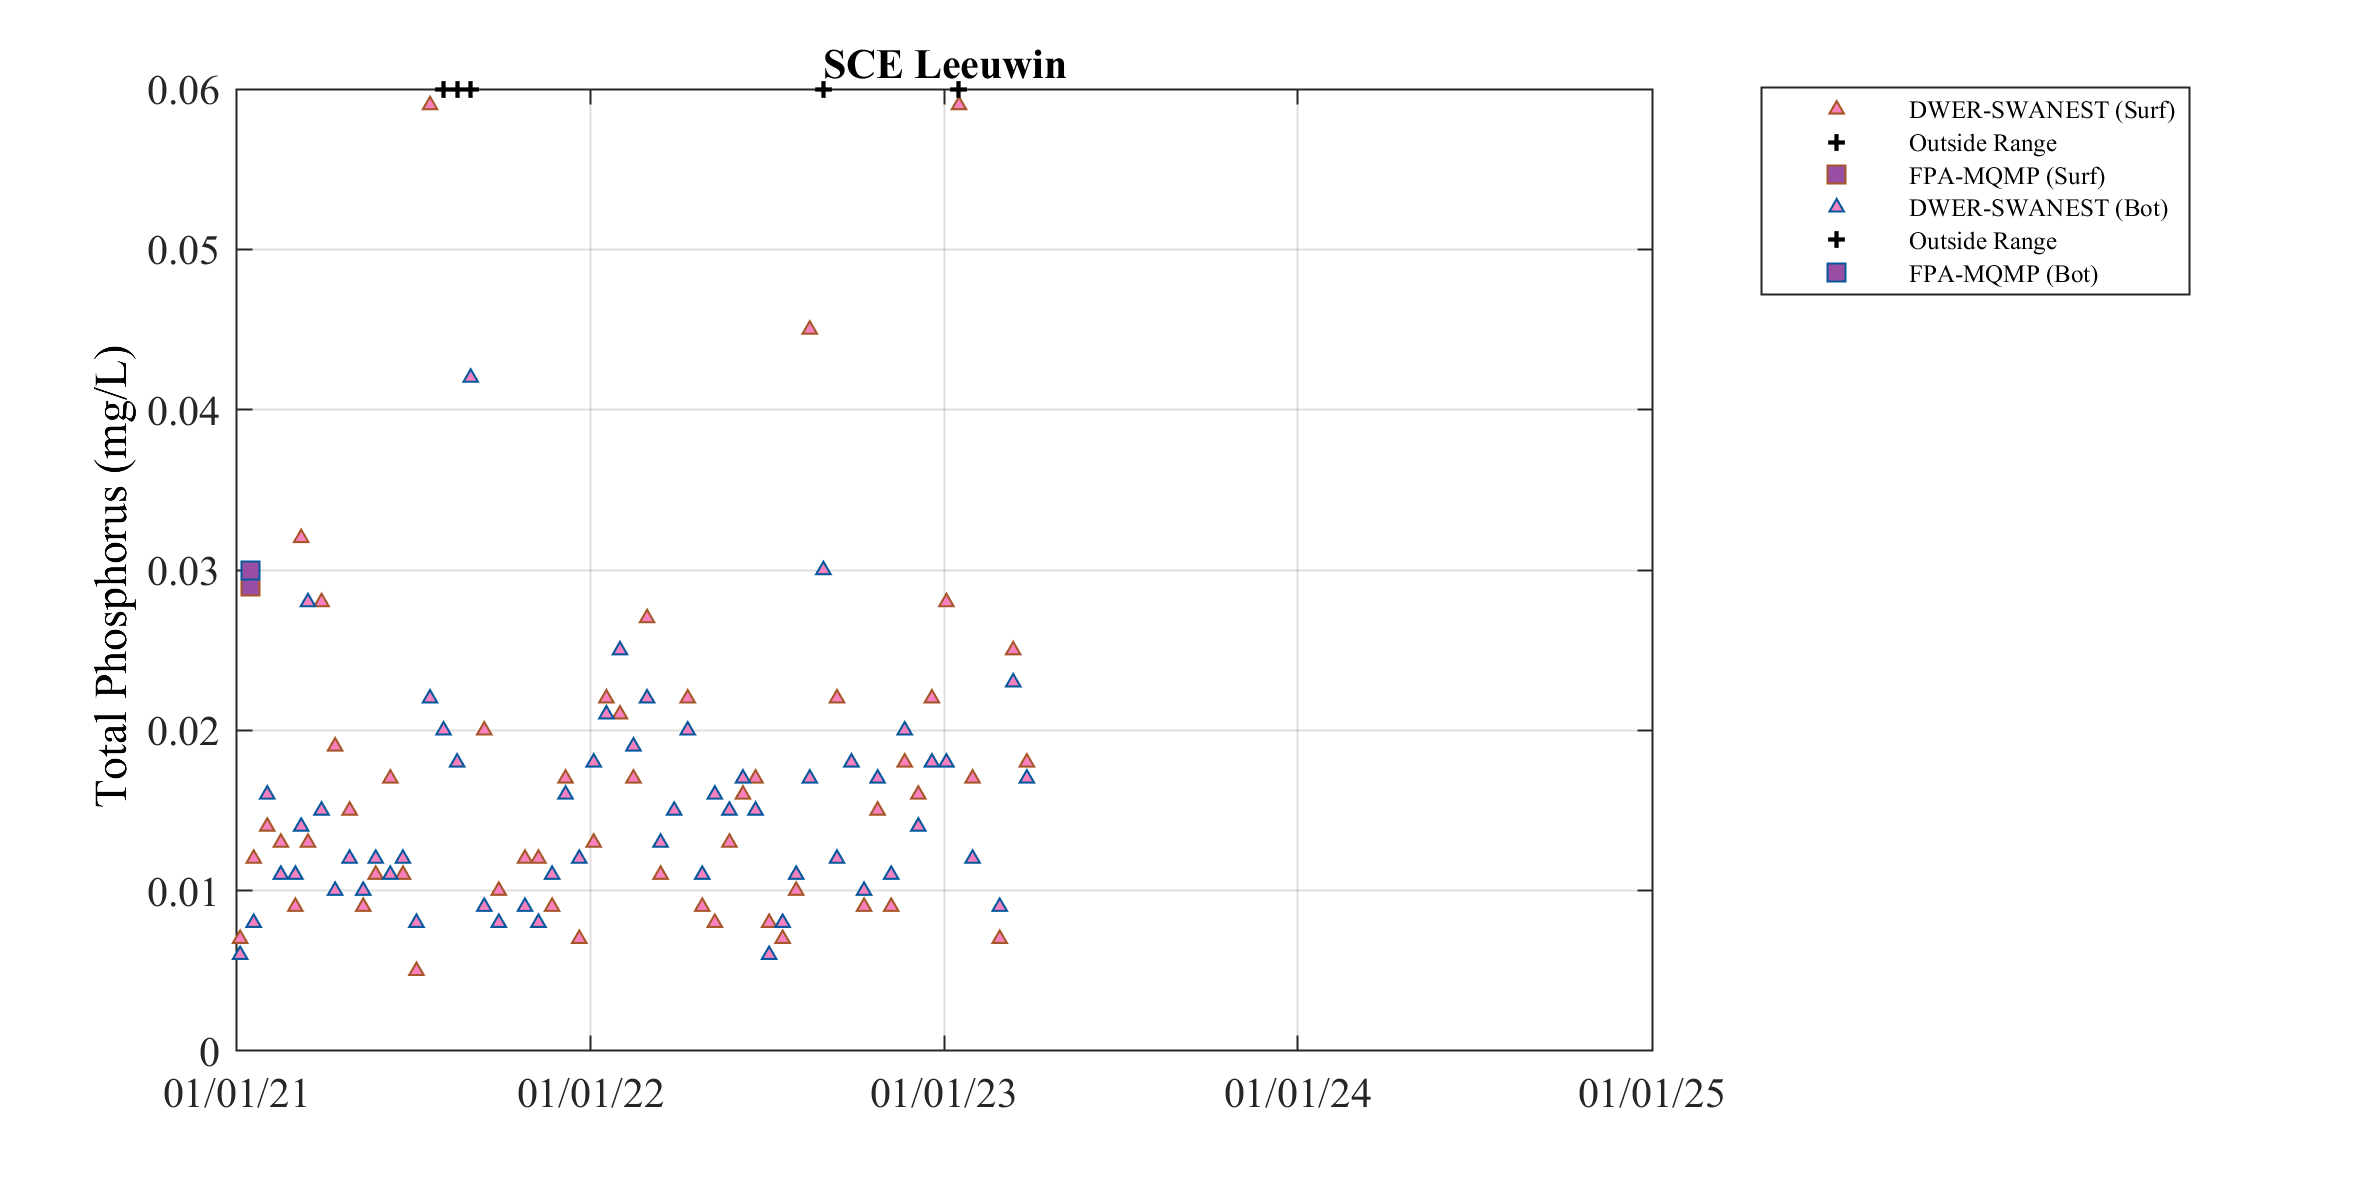 SCE Leeuwin
0.06
0.05
0.04
0.03
0.02
0.01
0
Total Phosphorus (mg/L)
01/01/21
01/01/22
01/01/23
01/01/24
01/01/25
DWER-SWANEST (Surf)
Outside Range
FPA-MQMP (Surf)
DWER-SWANEST (Bot)
Outside Range
FPA-MQMP (Bot)